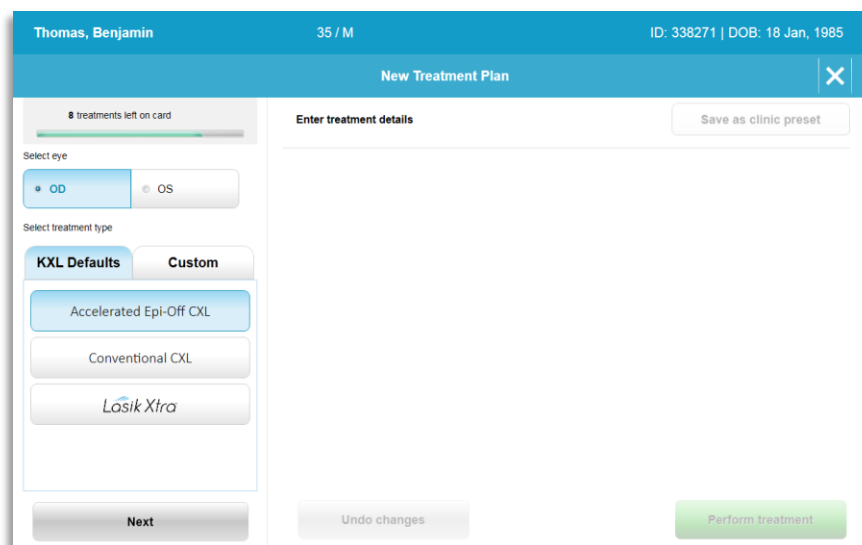 Thomas, Benjamin 35 / M ID: 338271 | DOB: 18 Jan, 1985
New Treatment Plan
8 treatments left on card
Enter treatment details
Save as clinic preset
Select eye
OD OS
Select treatment type
KXL Defaults Custom
Accelerated Epi-Off CXL
Conventional CXL
Lasik Xtra
Next
Undo changes
Perform treatment